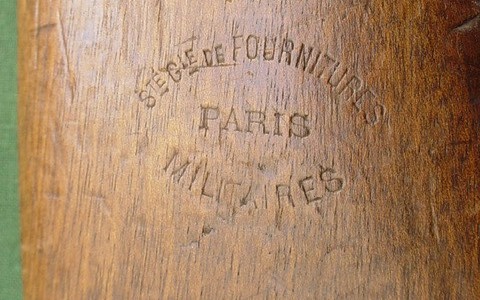 STÉ GLE DE FOURNITURES
PARIS
MILITAIRES